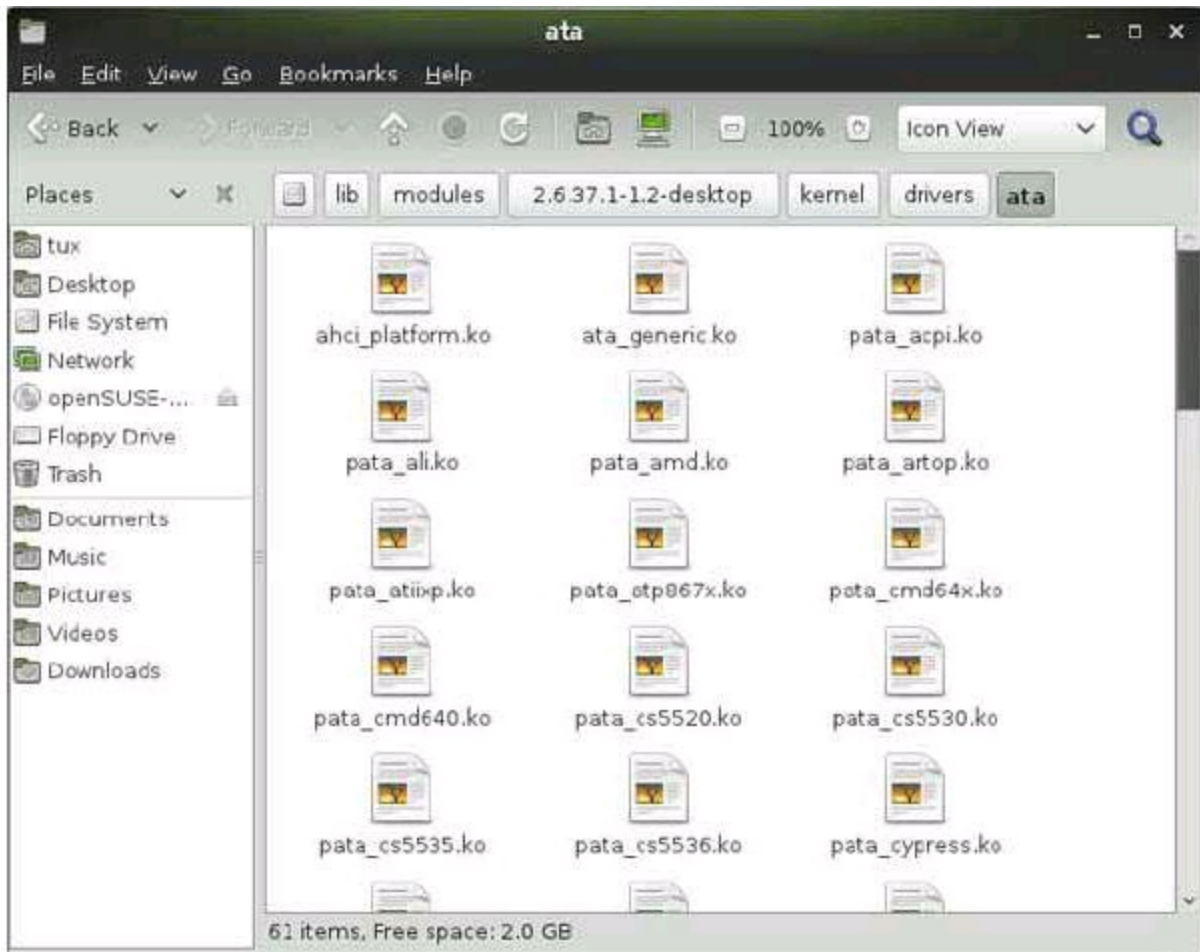 ata
File Edit View Go Bookmarks Help
Back Forward 100% Icon View
Places lib modules 2.6.37.1-1.2-desktop kernel drivers ata
tux
Desktop
File System
Network
openSUSE-...
Floppy Drive
Trash
Documents
Music
Pictures
Videos
Downloads
ahci_platform.ko ata_generic.ko pata_acpi.ko
pata_ali.ko pata_amd.ko pata_artop.ko
pata_atiixp.ko pata_atp867x.ko pata_cmd64x.ko
pata_cmd640.ko pata_cs5520.ko pata_cs5530.ko
pata_cs5535.ko pata_cs5536.ko pata_cypress.ko
61 items, Free space: 2.0 GB